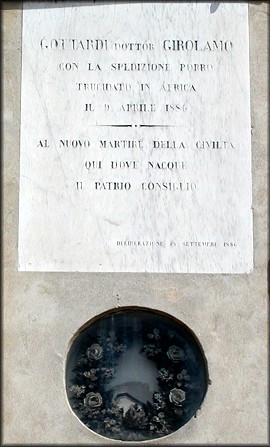 GOTTARDI DOTTOR GIROLAMO
CON LA SPEDIZIONE PORRO
TRUCIDATO IN AFRICA
IL 9 APRILE 1886
AL NUOVO MARTIRE DELLA CIVILTÀ
QUI DOVE NACQUE
IL PATRIO CONSIGLIO
DELIBERAZIONE SETTEMBRE 1886